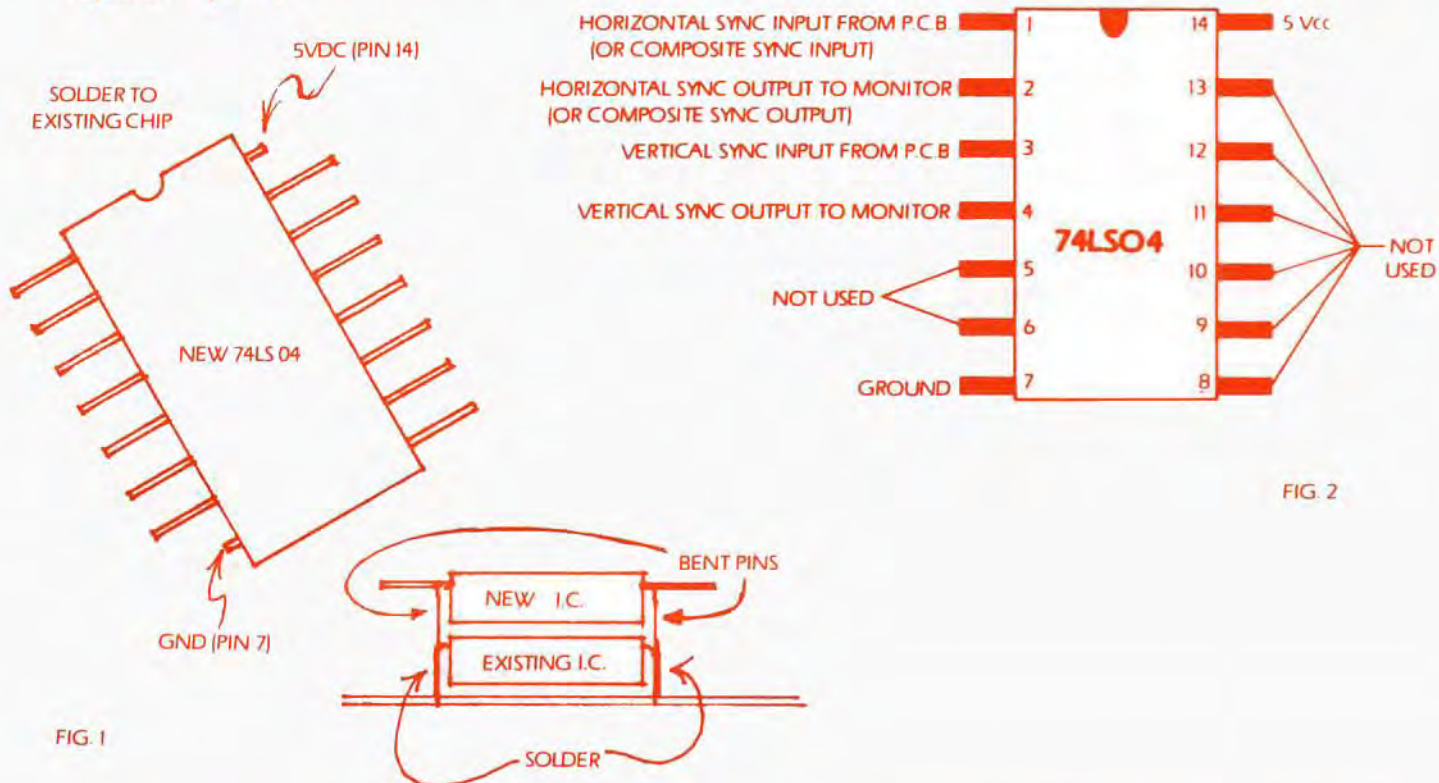 5VDC (PIN 14)
SOLDER TO
EXISTING CHIP
NEW 74LS 04
GND (PIN 7)
BENT PINS
NEW I.C.
EXISTING I.C.
SOLDER
FIG. 1
HORIZONTAL SYNC INPUT FROM P.C.B.
(OR COMPOSITE SYNC INPUT)
HORIZONTAL SYNC OUTPUT TO MONITOR
(OR COMPOSITE SYNC OUTPUT)
VERTICAL SYNC INPUT FROM P.C.B
VERTICAL SYNC OUTPUT TO MONITOR
NOT USED
GROUND
1
2
3
4
5
6
7
74LS04
14
13
12
11
10
9
8
5 Vcc
NOT
USED
FIG. 2